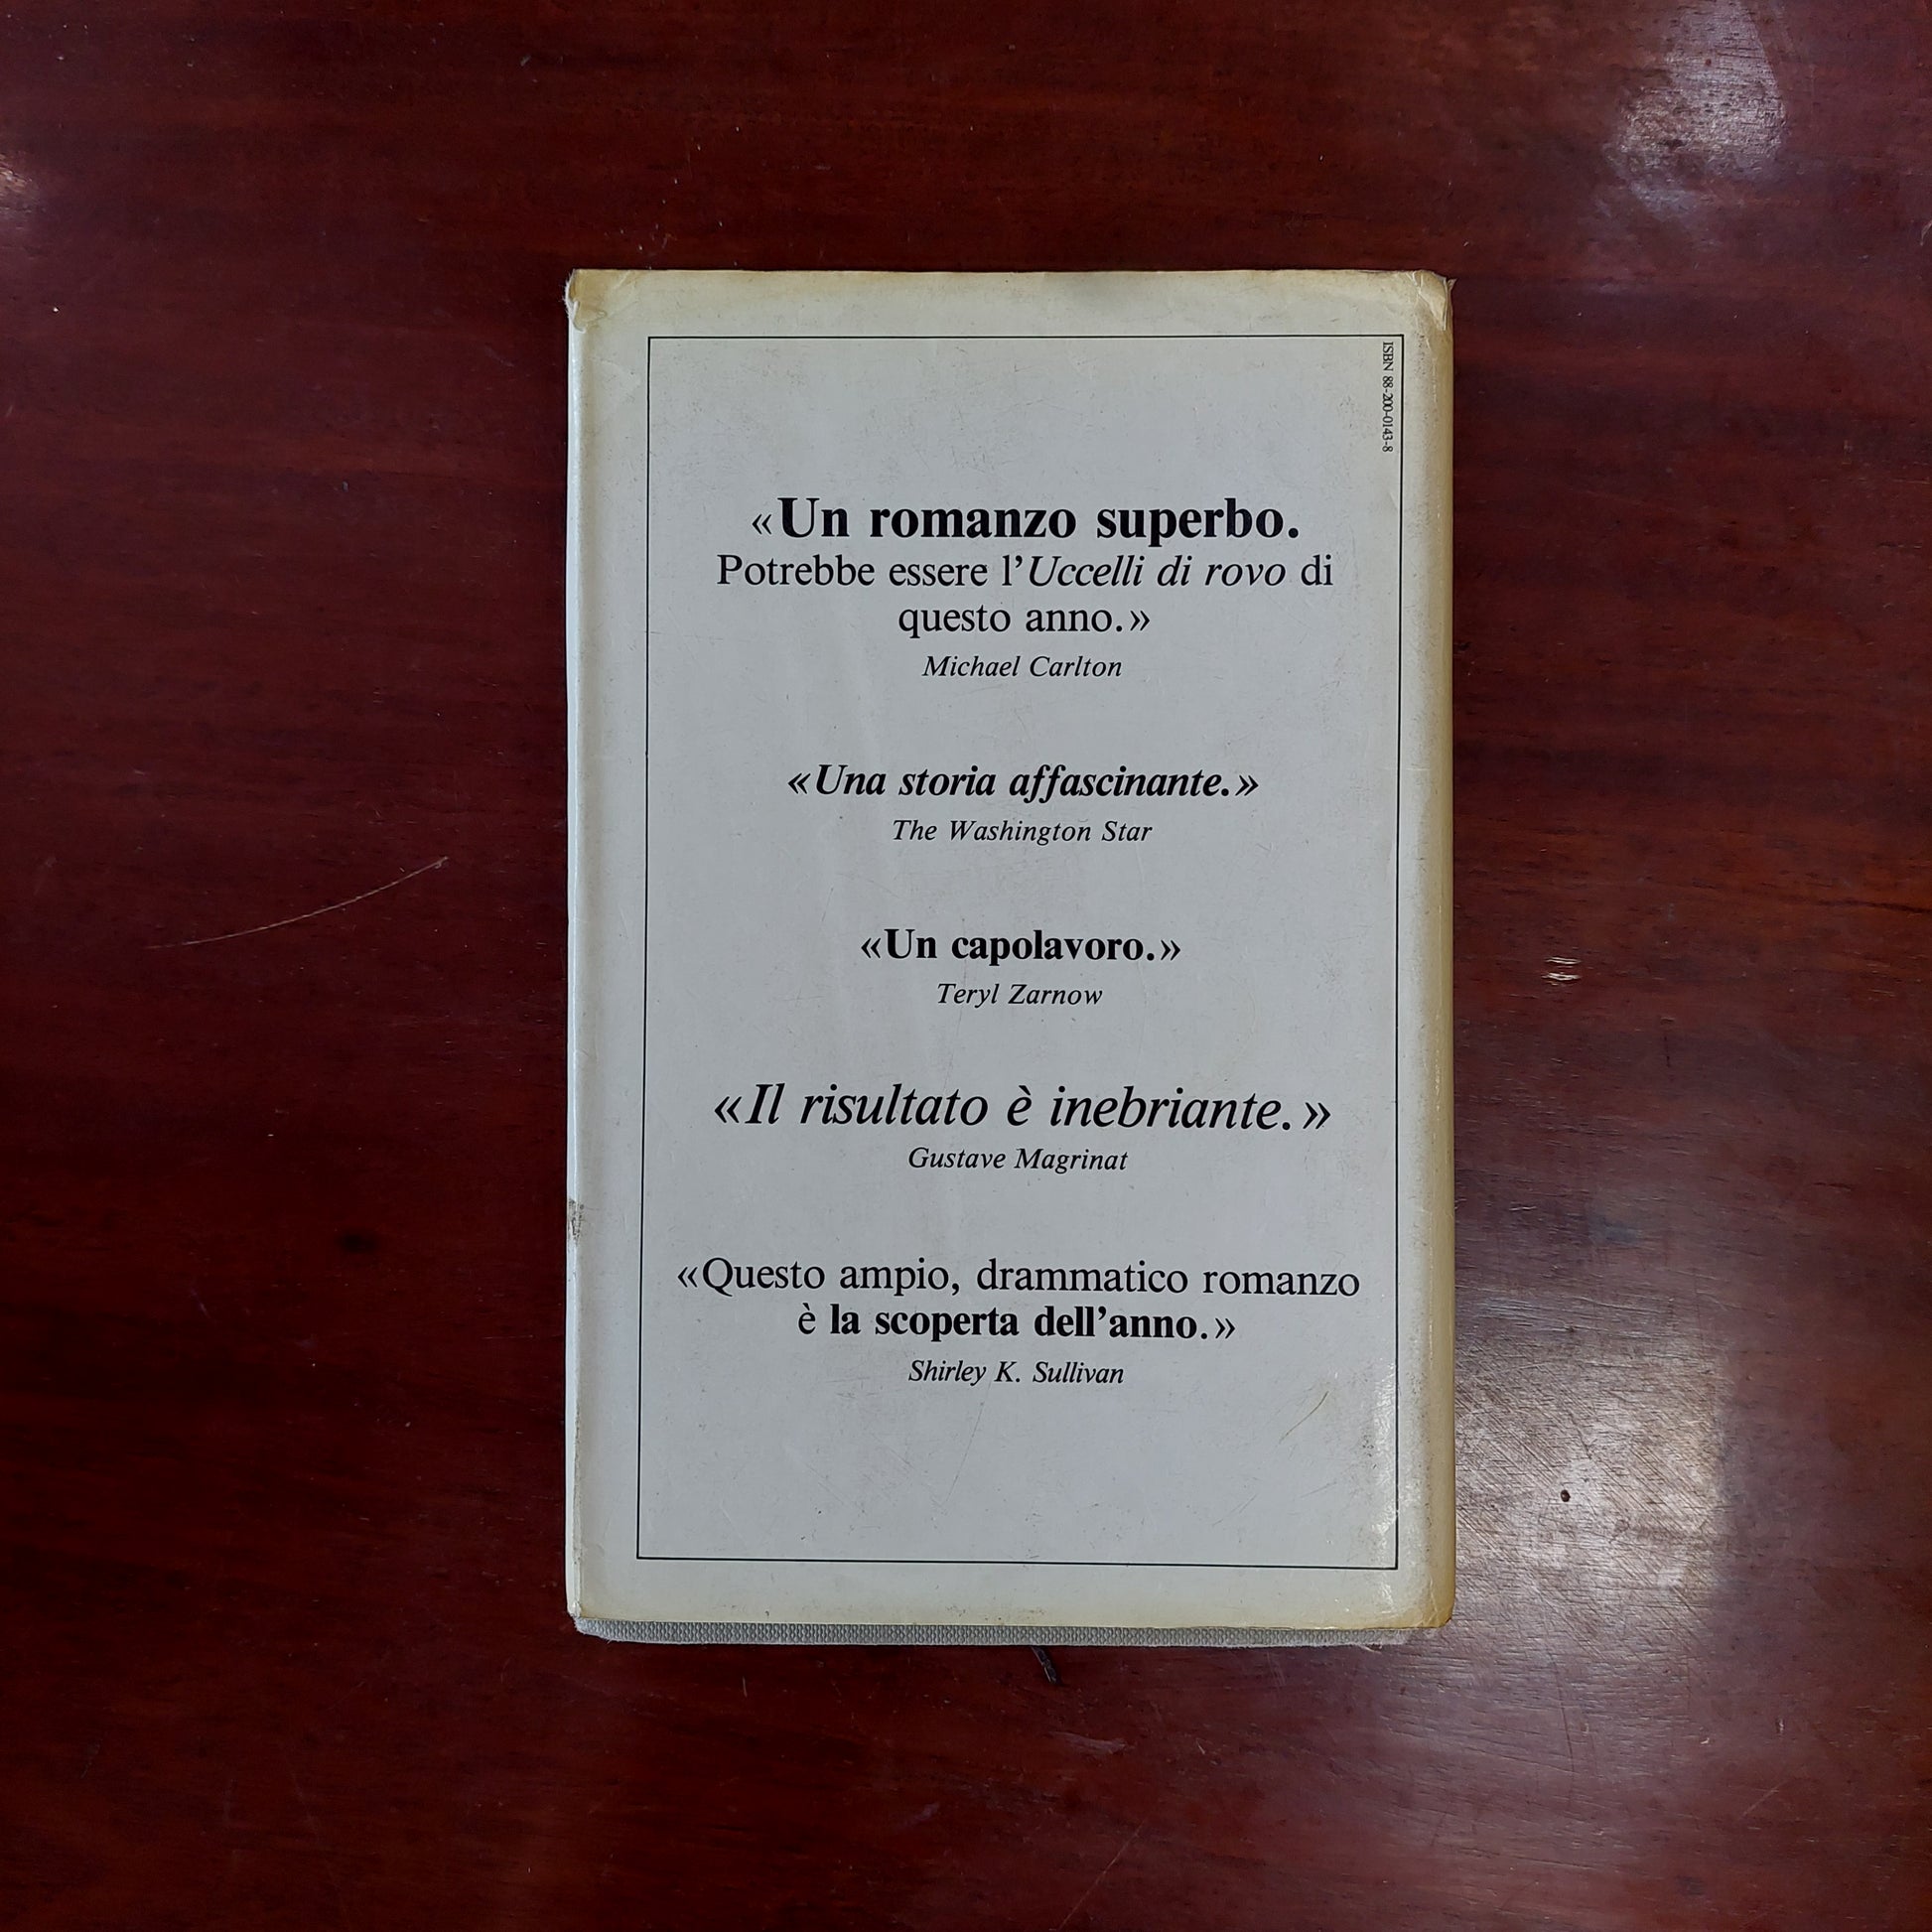 ISBN 88-200-0143-8
«Un romanzo superbo.
Potrebbe essere l’Uccelli di rovo di
questo anno.»
Michael Carlton
«Una storia affascinante.»
The Washington Star
«Un capolavoro.»
Teryl Zarnow
«Il risultato è inebriante.»
Gustave Magrinat
«Questo ampio, drammatico romanzo
è la scoperta dell’anno.»
Shirley K. Sullivan